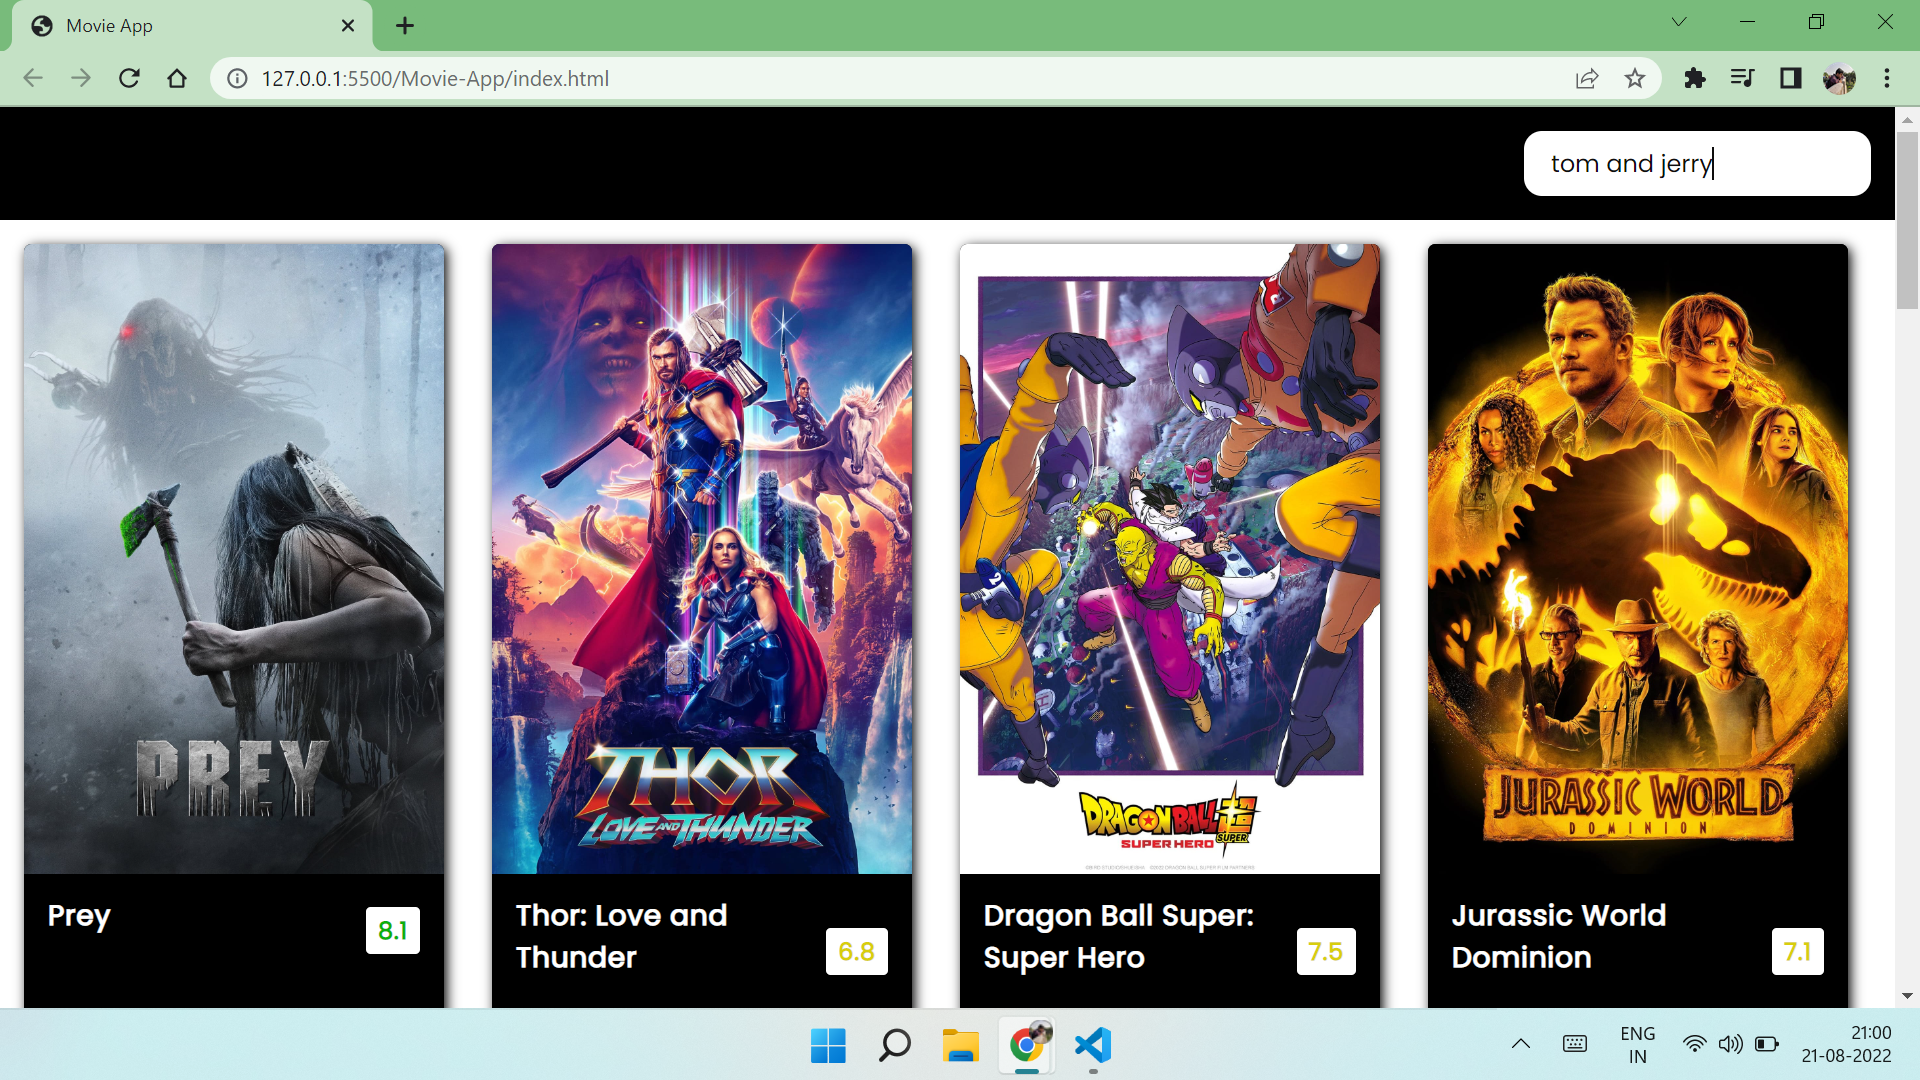 Movie App
127.0.0.1:5500/Movie-App/index.html
tom and jerry
PREY
THOR
LOVE AND THUNDER
DRAGON BALL 超
SUPER
SUPER HERO
JURASSIC WORLD
DOMINION
Prey
8.1
Thor: Love and
Thunder
6.8
Dragon Ball Super:
Super Hero
7.5
Jurassic World
Dominion
7.1
ENG
IN
21:00
21-08-2022